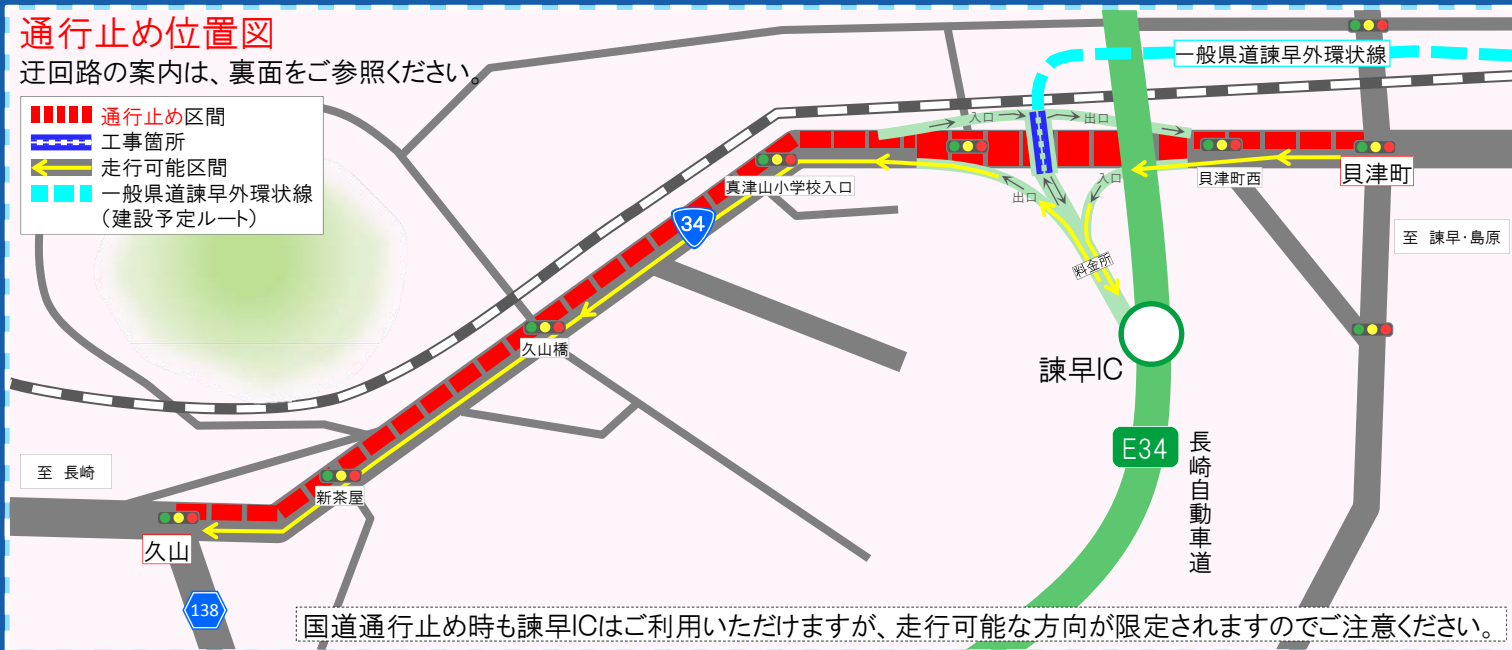 通行止め位置図
迂回路の案内は、裏面をご参照ください。
通行止め区間
工事箇所
走行可能区間
一般県道諫早外環状線
（建設予定ルート）
一般県道諫早外環状線
入口
出口
真津山小学校入口
出口
入口
貝津町西
貝津町
34
料金所
至 諫早・島原
久山橋
諫早IC
E34
長崎自動車道
至 長崎
新茶屋
久山
138
国道通行止め時も諫早ICはご利用いただけますが、走行可能な方向が限定されますのでご注意ください。